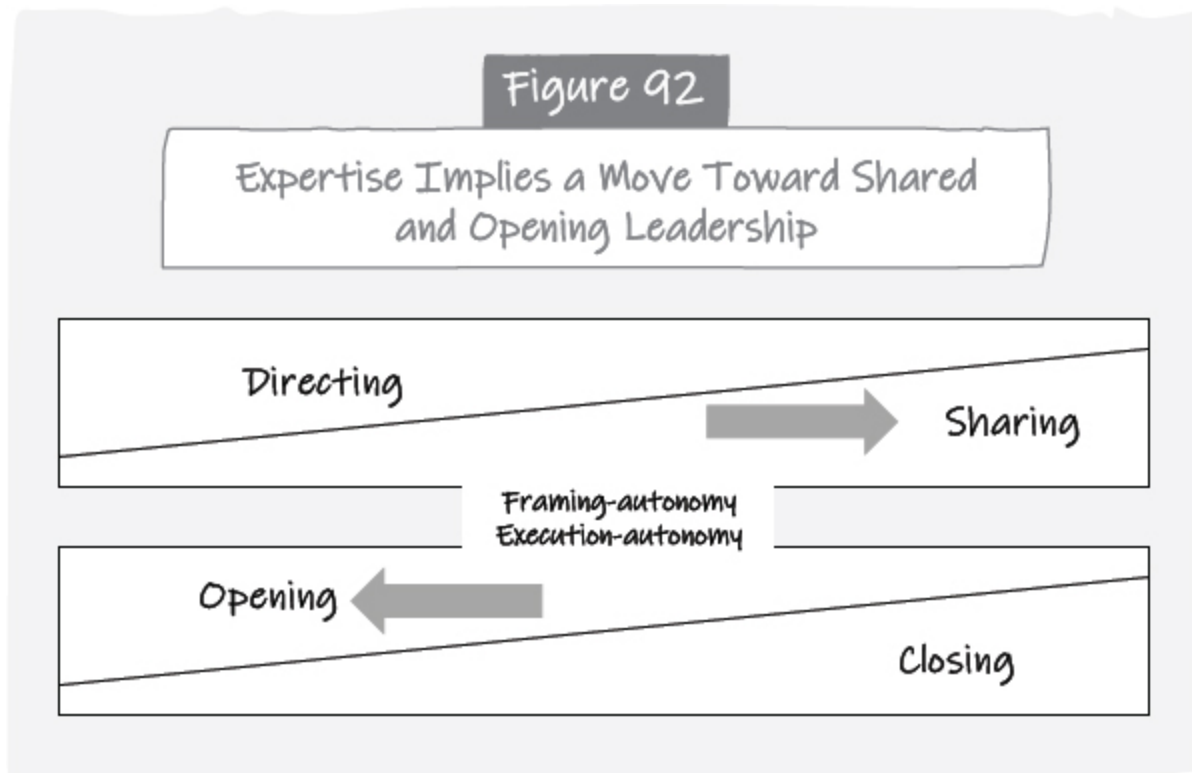 Figure 92
Expertise Implies a Move Toward Shared
and Opening Leadership
Directing
Sharing
Framing-autonomy
Execution-autonomy
Opening
Closing